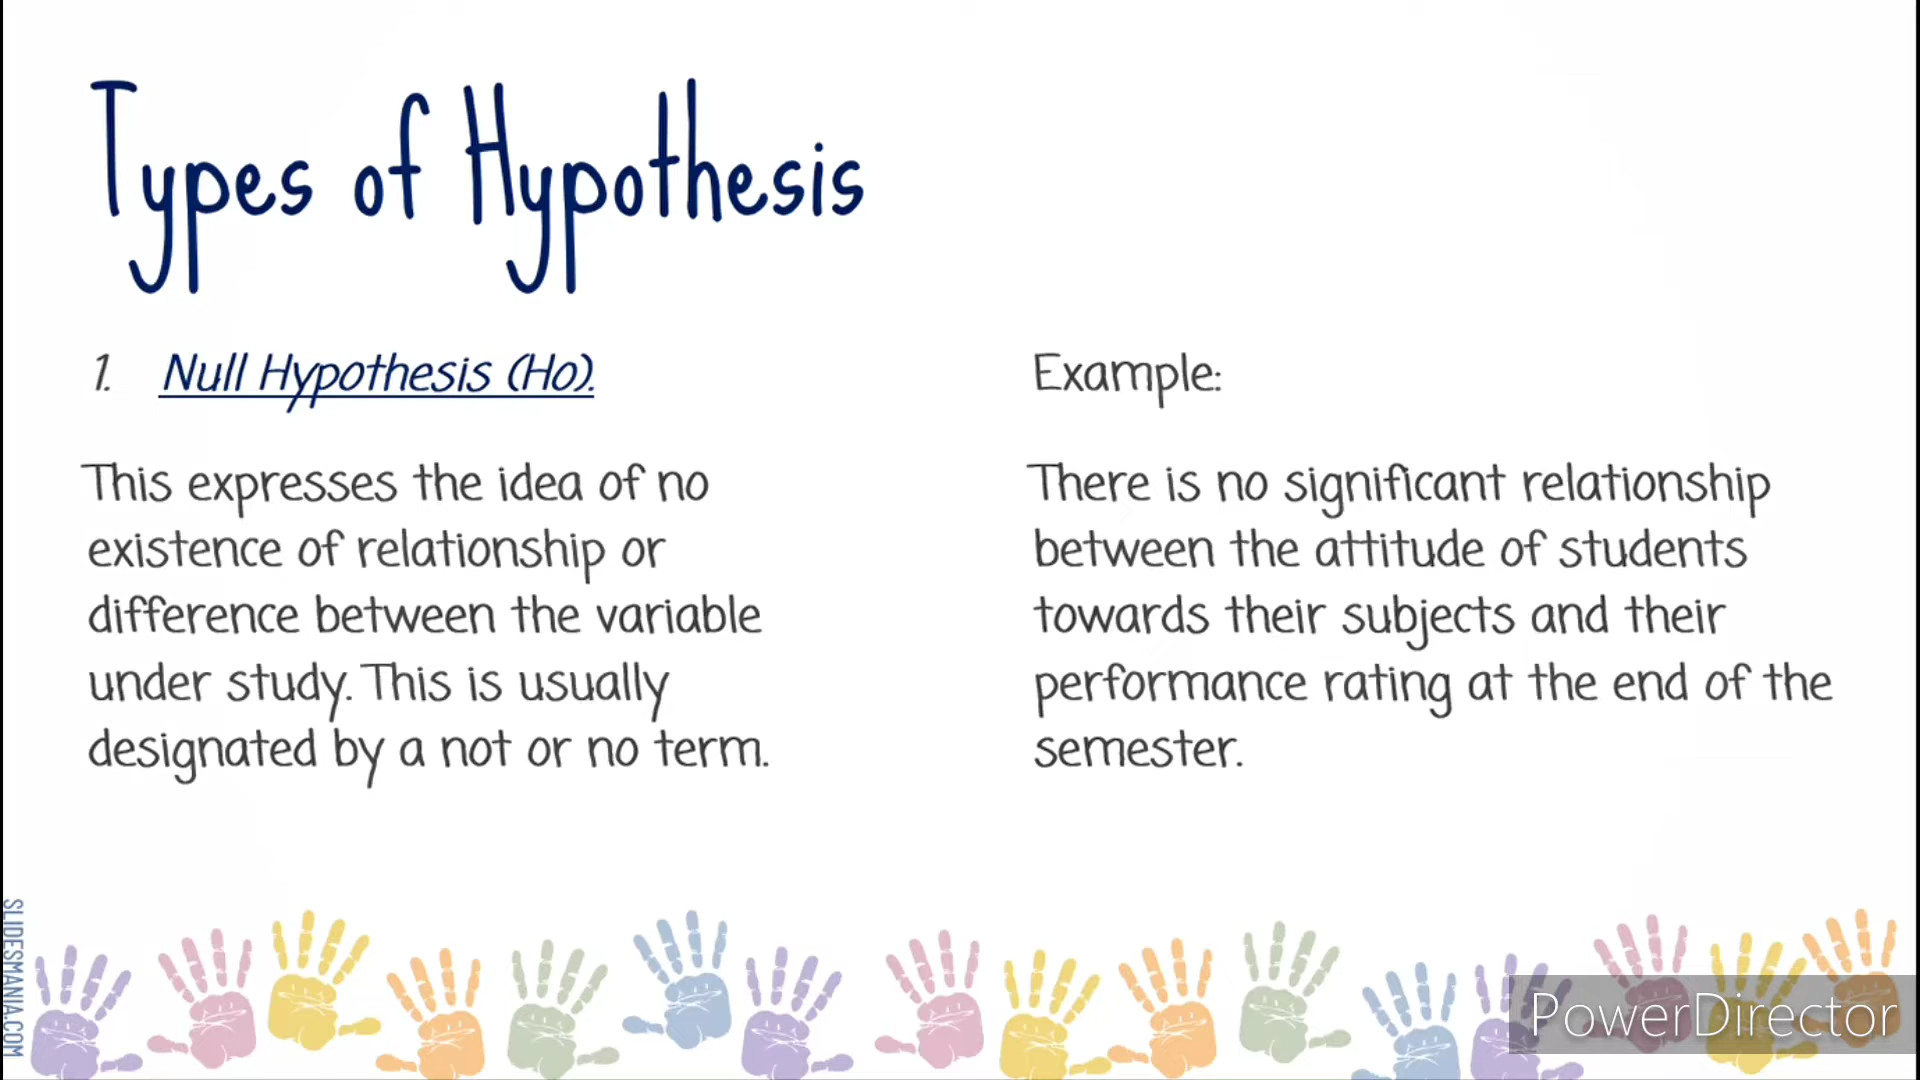 Types of Hypothesis
1. Null Hypothesis (Ho).
This expresses the idea of no
existence of relationship or
difference between the variable
under study. This is usually
designated by a not or no term.
Example:
There is no significant relationship
between the attitude of students
towards their subjects and their
performance rating at the end of the
semester.
SLIDESMANIA.COM
PowerDirector